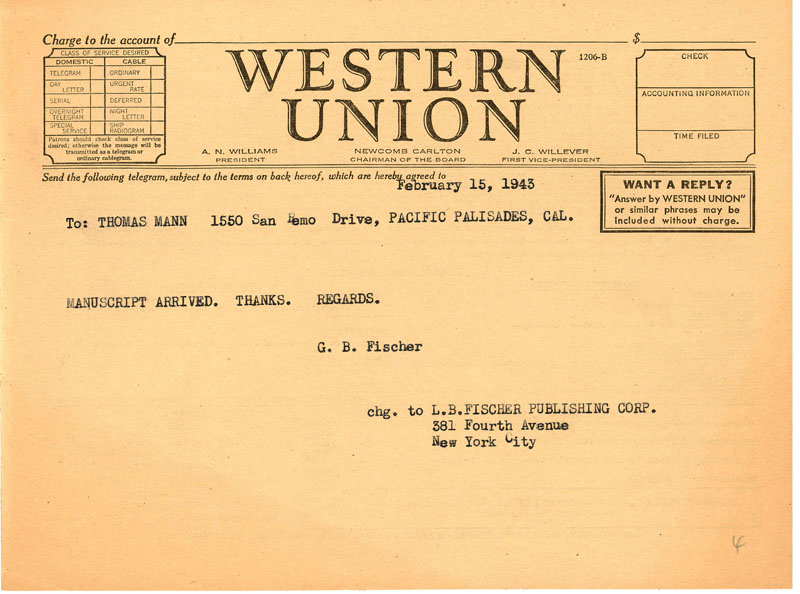 Charge to the account of $
CLASS OF SERVICE DESIRED
DOMESTIC CABLE
TELEGRAM ORDINARY
DAY LETTER URGENT RATE
SERIAL DEFERRED
OVERNIGHT TELEGRAM NIGHT LETTER
SPECIAL SERVICE SHIP RADIOGRAM
Patrons should check class of service
desired; otherwise the message will be
transmitted as a telegram or
ordinary cablegram.
WESTERN
UNION
1206-B
A. N. WILLIAMS
PRESIDENT
NEWCOMB CARLTON
CHAIRMAN OF THE BOARD
J. C. WILLEVER
FIRST VICE-PRESIDENT
CHECK
ACCOUNTING INFORMATION
TIME FILED
Send the following telegram, subject to the terms on back hereof, which are hereby agreed to
February 15, 1943
WANT A REPLY?
"Answer by WESTERN UNION"
or similar phrases may be
included without charge.
To: THOMAS MANN 1550 San Remo Drive, PACIFIC PALISADES, CAL.
MANUSCRIPT ARRIVED. THANKS. REGARDS.
G. B. Fischer
chg. to L.B.FISCHER PUBLISHING CORP.
381 Fourth Avenue
New York City
4